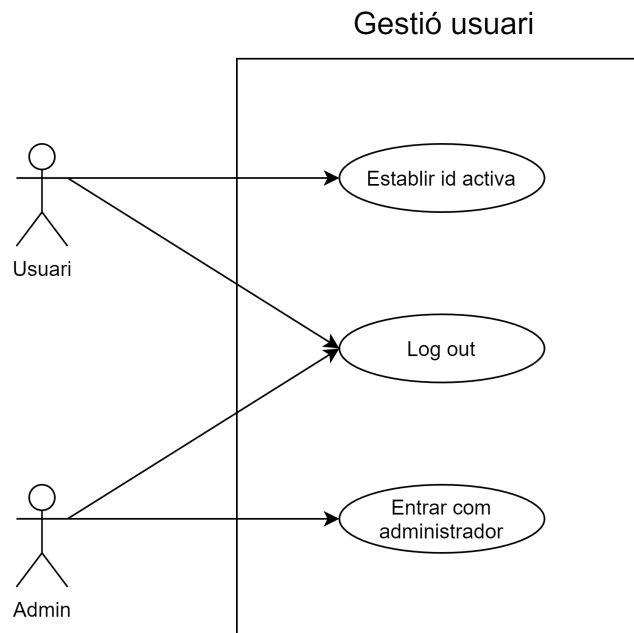 Gestió usuari
Establir id activa
Usuari
Log out
Entrar com
administrador
Admin